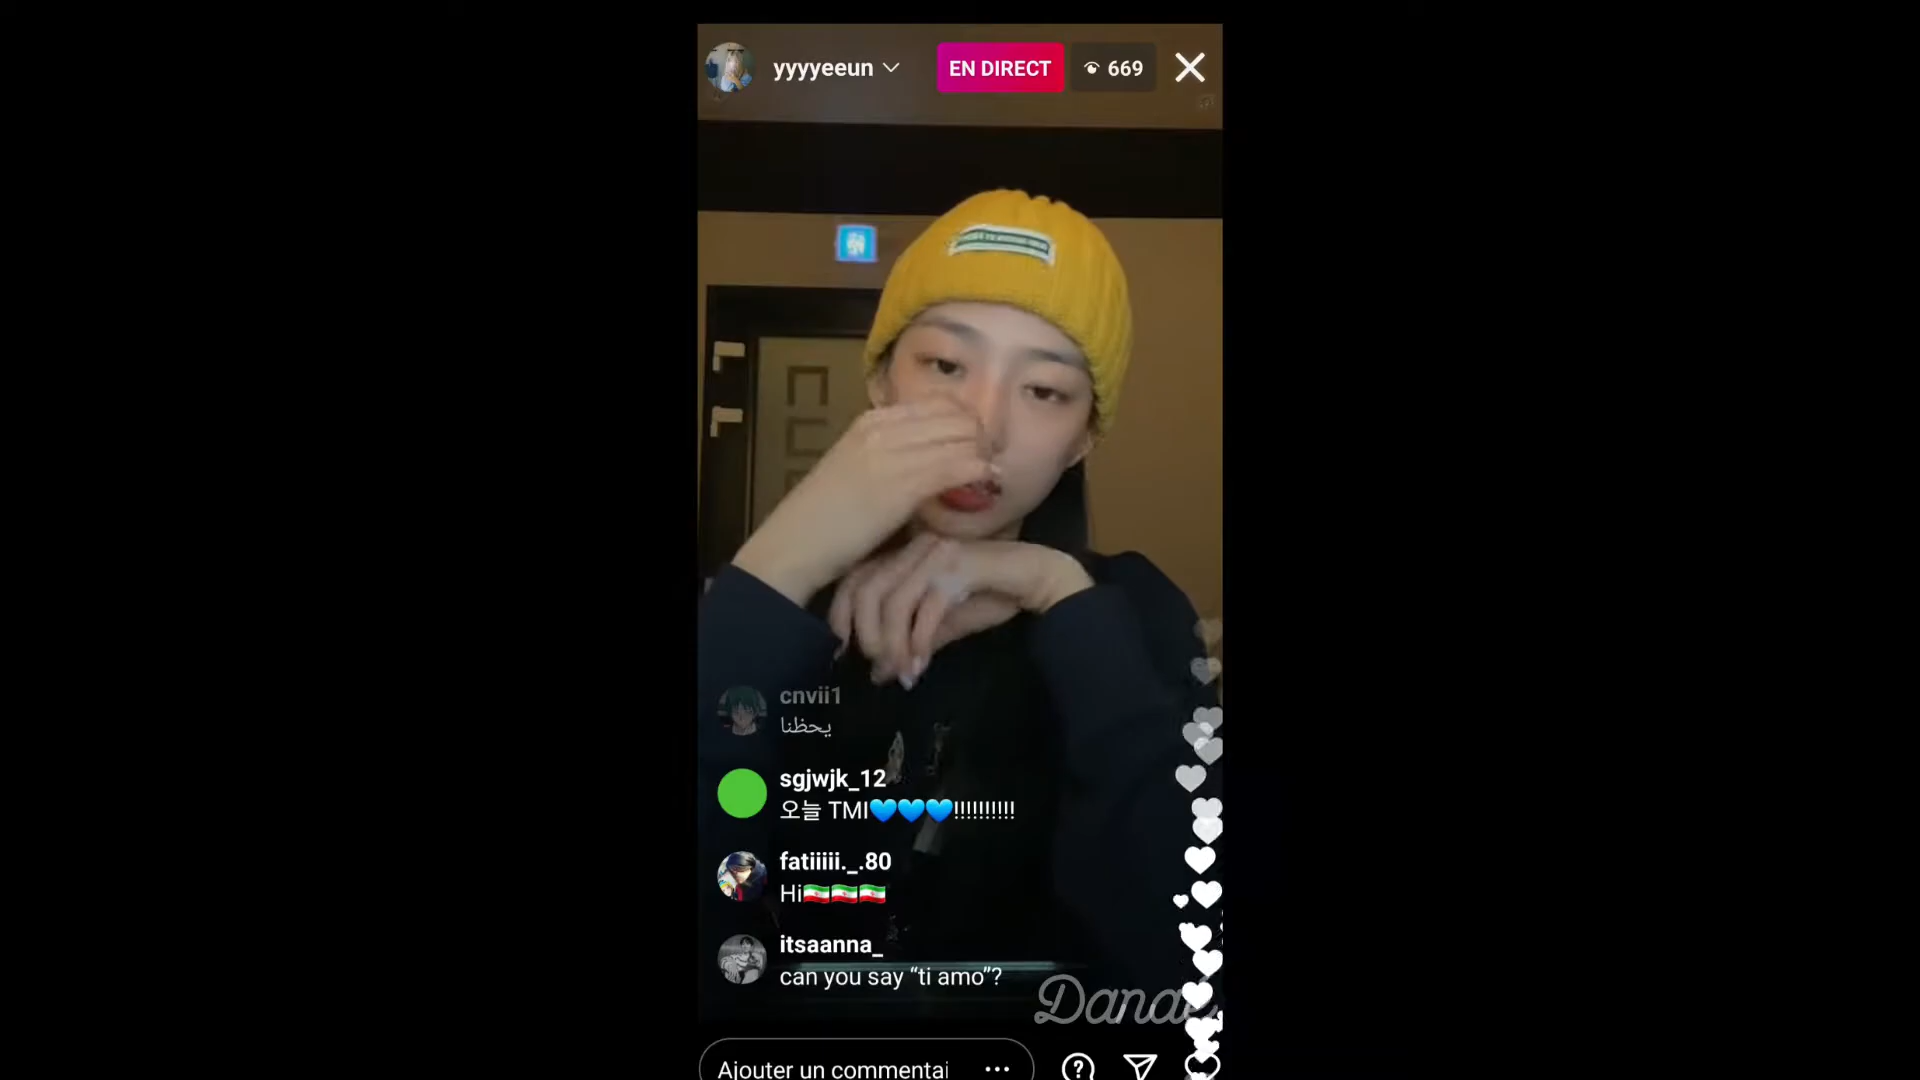 yyyyeeun
EN DIRECT
669
cnvii1
يحظنا
sgjwjk_12
오늘 TMI💙💙💙!!!!!!!!!!
fatiiiii._.80
Hi🇮🇷🇮🇷🇮🇷
itsaanna_
can you say “ti amo”?
Ajouter un commentai